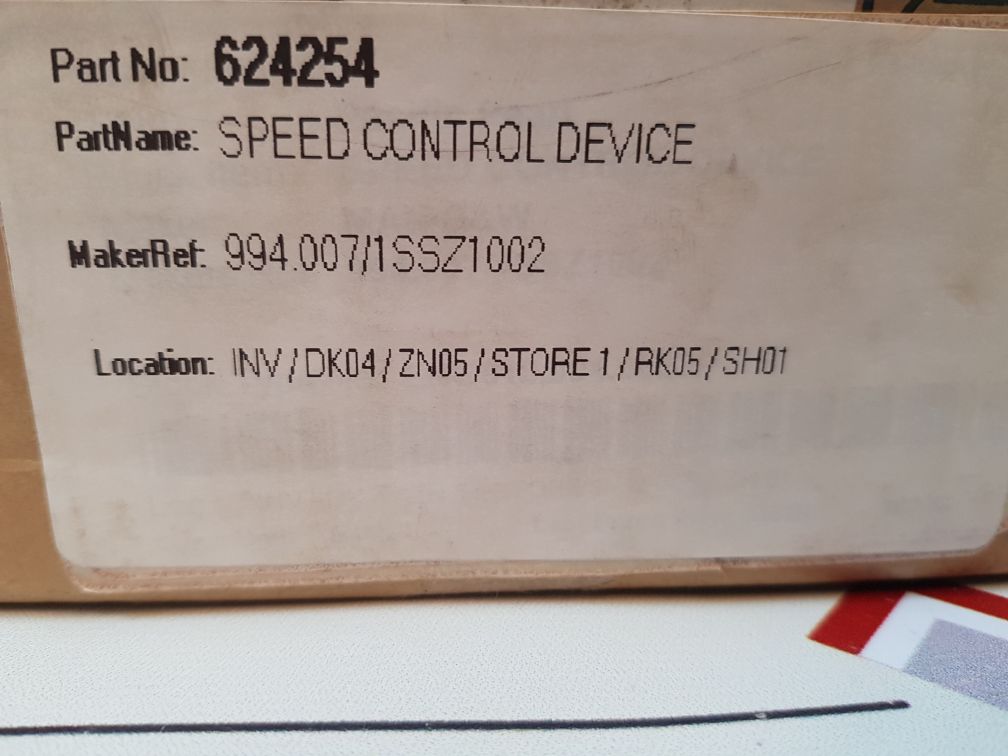 Part No: 624254
PartName: SPEED CONTROL DEVICE
MakerRef: 994.007/1SSZ1002
Location: INV/DK04/ZN05/STORE 1/RK05/SH01